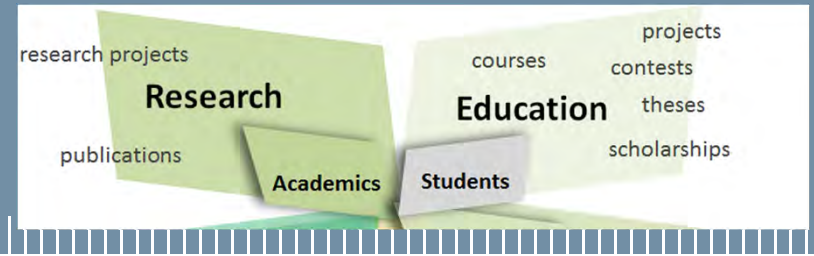 research projects
Research
publications
Academics
projects
courses
contests
Education
theses
scholarships
Students